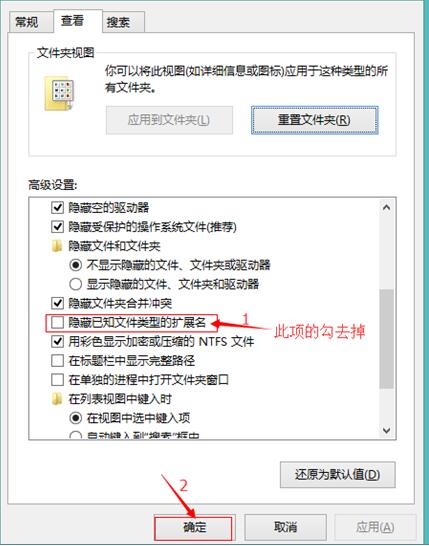 常规 查看 搜索
文件夹视图
你可以将此视图(如详细信息或图标)应用于这种类型的所
有文件夹。
应用到文件夹(L) 重置文件夹(R)
高级设置:
隐藏空的驱动器
隐藏受保护的操作系统文件(推荐)
隐藏文件和文件夹
不显示隐藏的文件、文件夹或驱动器
显示隐藏的文件、文件夹和驱动器
隐藏文件夹合并冲突
隐藏已知文件类型的扩展名 1 此项的勾去掉
用彩色显示加密或压缩的 NTFS 文件
在标题栏中显示完整路径
在单独的进程中打开文件夹窗口
在列表视图中键入时
在视图中选中键入项
自动键入到"搜索"框中
还原为默认值(D)
2
确定 取消 应用(A)